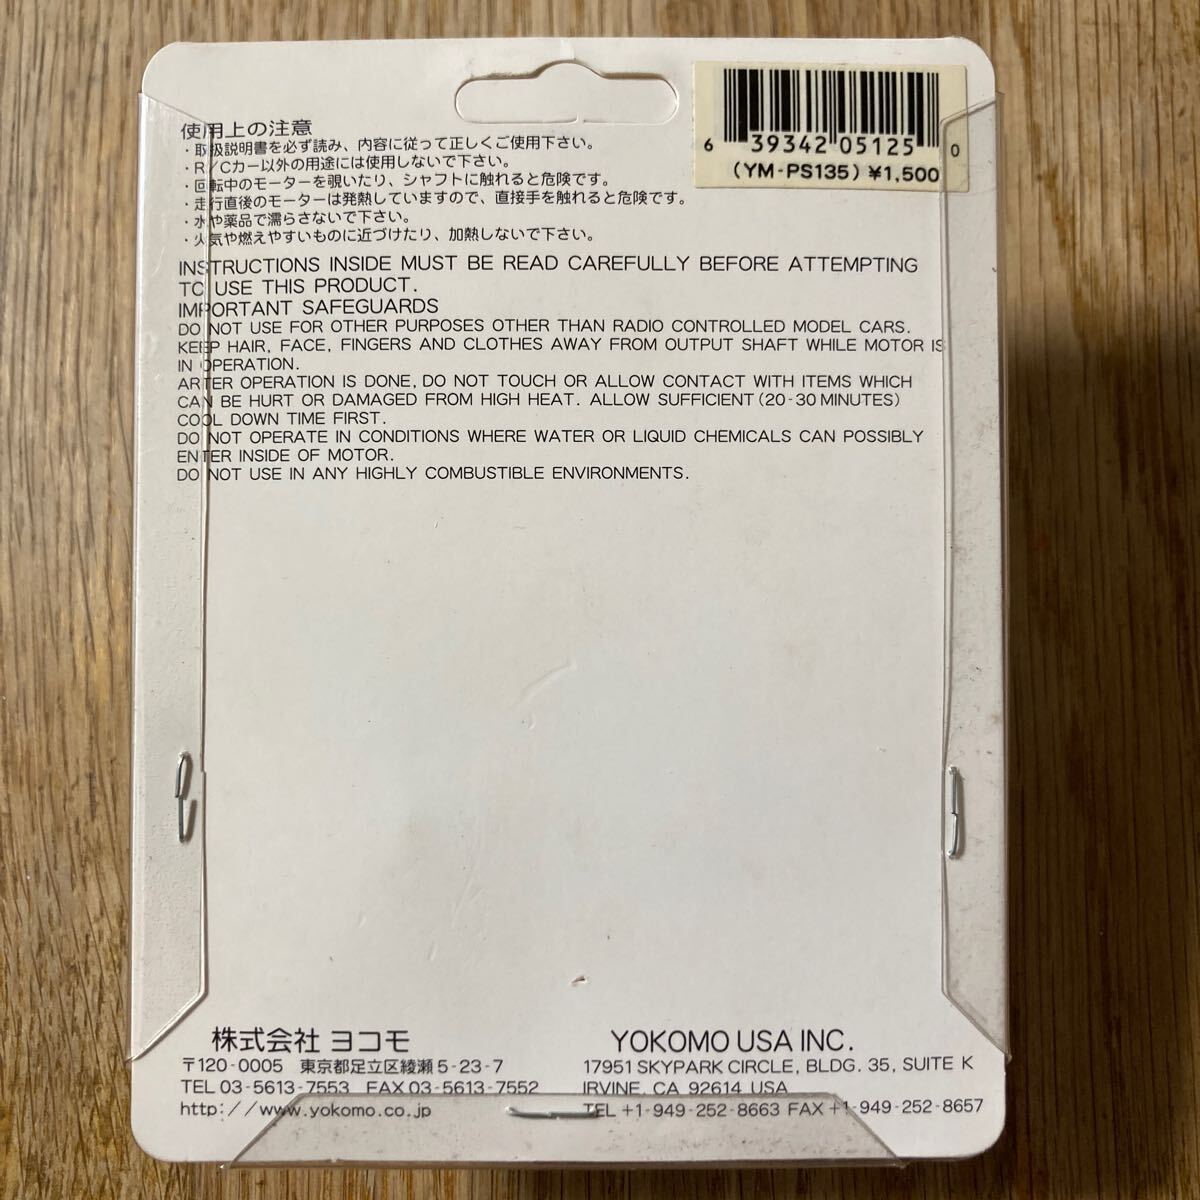 6 39342 05125 0
(YM-PS135) ¥1,500
使用上の注意
・取扱説明書を必ず読み、内容に従って正しくご使用下さい。
・R/Cカー以外の用途には使用しないで下さい。
・回転中のモーターを覗いたり、シャフトに触れると危険です。
・走行直後のモーターは発熱していますので、直接手を触れると危険です。
・水や薬品で濡らさないで下さい。
・火気や燃えやすいものに近づけたり、加熱しないで下さい。
INSTRUCTIONS INSIDE MUST BE READ CAREFULLY BEFORE ATTEMPTING
TO USE THIS PRODUCT.
IMPORTANT SAFEGUARDS
DO NOT USE FOR OTHER PURPOSES OTHER THAN RADIO CONTROLLED MODEL CARS.
KEEP HAIR, FACE, FINGERS AND CLOTHES AWAY FROM OUTPUT SHAFT WHILE MOTOR IS
IN OPERATION.
ARTER OPERATION IS DONE, DO NOT TOUCH OR ALLOW CONTACT WITH ITEMS WHICH
CAN BE HURT OR DAMAGED FROM HIGH HEAT. ALLOW SUFFICIENT (20-30 MINUTES)
COOL DOWN TIME FIRST.
DO NOT OPERATE IN CONDITIONS WHERE WATER OR LIQUID CHEMICALS CAN POSSIBLY
ENTER INSIDE OF MOTOR.
DO NOT USE IN ANY HIGHLY COMBUSTIBLE ENVIRONMENTS.
株式会社 ヨコモ
〒120-0005 東京都足立区綾瀬5-23-7
TEL 03-5613-7553 FAX 03-5613-7552
http://www.yokomo.co.jp
YOKOMO USA INC.
17951 SKYPARK CIRCLE, BLDG. 35, SUITE K
IRVINE, CA 92614 USA
TEL +1-949-252-8663 FAX +1-949-252-8657